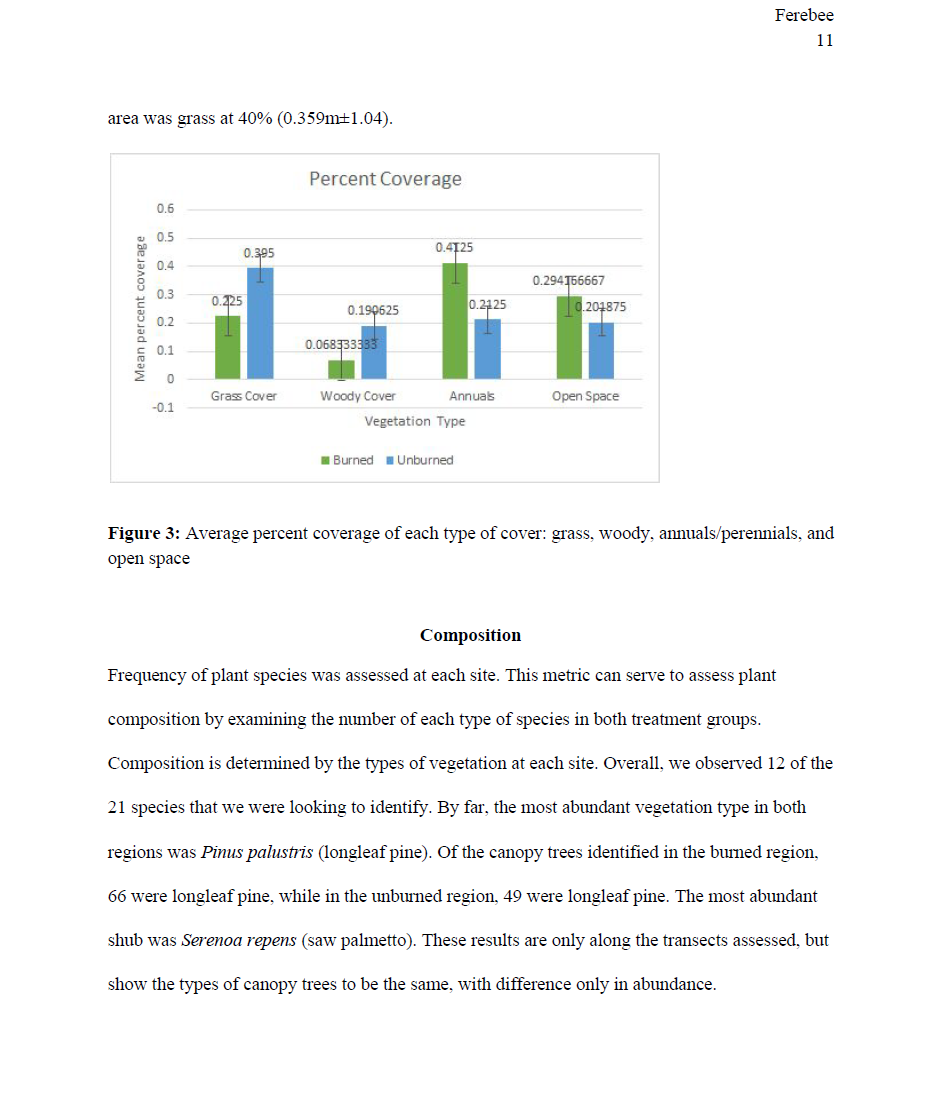 Ferebee
11
area was grass at 40% (0.359m±1.04).
Percent Coverage
0.6
0.5
0.4
0.3
0.2
0.1
0
-0.1
Mean percent coverage
0.225
0.395
0.068333333
0.190625
0.4125
0.2125
0.294166667
0.201875
Grass Cover
Woody Cover
Annuals
Open Space
Vegetation Type
Burned
Unburned
Figure 3: Average percent coverage of each type of cover: grass, woody, annuals/perennials, and
open space
Composition
Frequency of plant species was assessed at each site. This metric can serve to assess plant
composition by examining the number of each type of species in both treatment groups.
Composition is determined by the types of vegetation at each site. Overall, we observed 12 of the
21 species that we were looking to identify. By far, the most abundant vegetation type in both
regions was Pinus palustris (longleaf pine). Of the canopy trees identified in the burned region,
66 were longleaf pine, while in the unburned region, 49 were longleaf pine. The most abundant
shub was Serenoa repens (saw palmetto). These results are only along the transects assessed, but
show the types of canopy trees to be the same, with difference only in abundance.